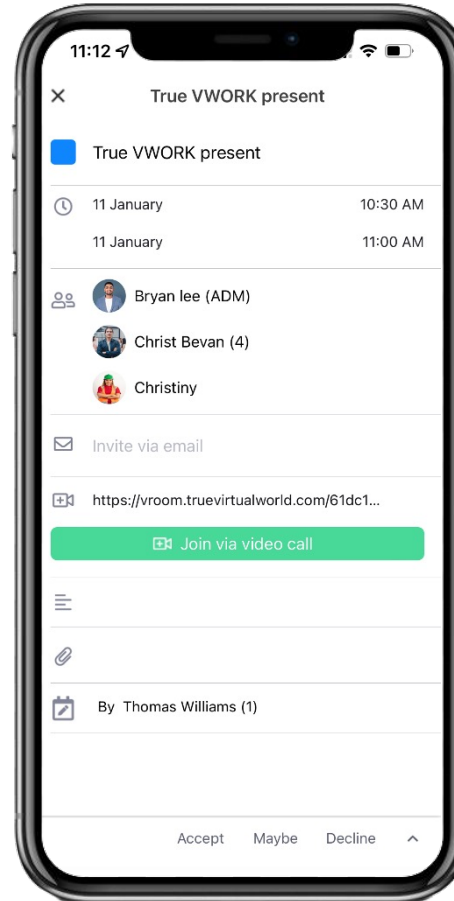 11:12
True VWORK present
True VWORK present
11 January 10:30 AM
11 January 11:00 AM
Bryan lee (ADM)
Christ Bevan (4)
Christiny
Invite via email
https://vroom.truevirtualworld.com/61dc1...
Join via video call
By Thomas Williams (1)
Accept Maybe Decline